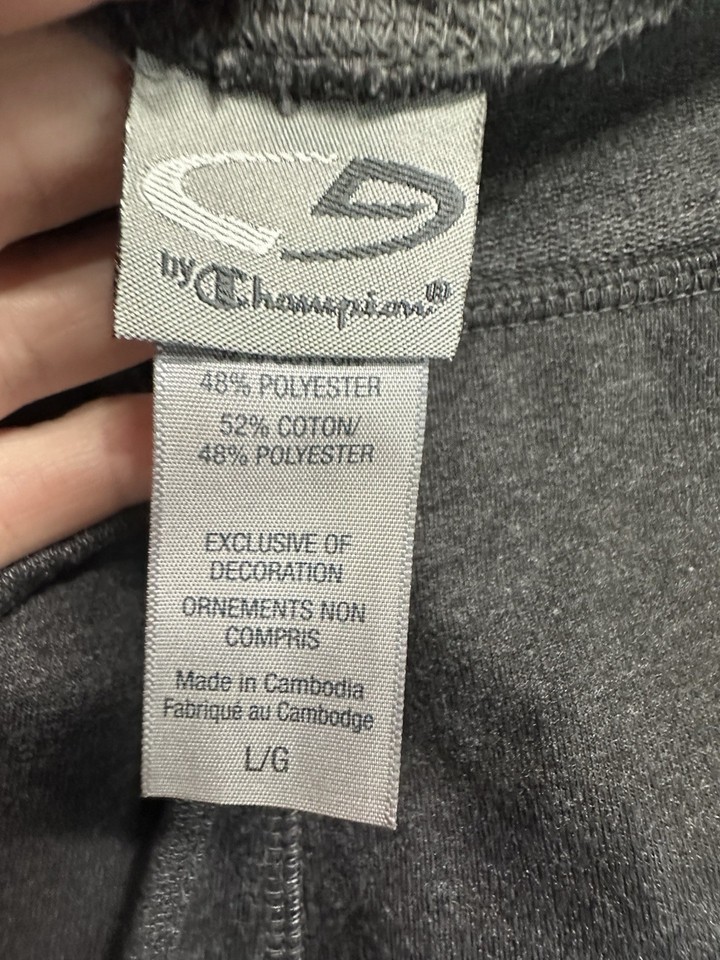 by Champion®
48% POLYESTER
52% COTON/
48% POLYESTER
EXCLUSIVE OF
DECORATION
ORNEMENTS NON
COMPRIS
Made in Cambodia
Fabriqué au Cambodge
L/G